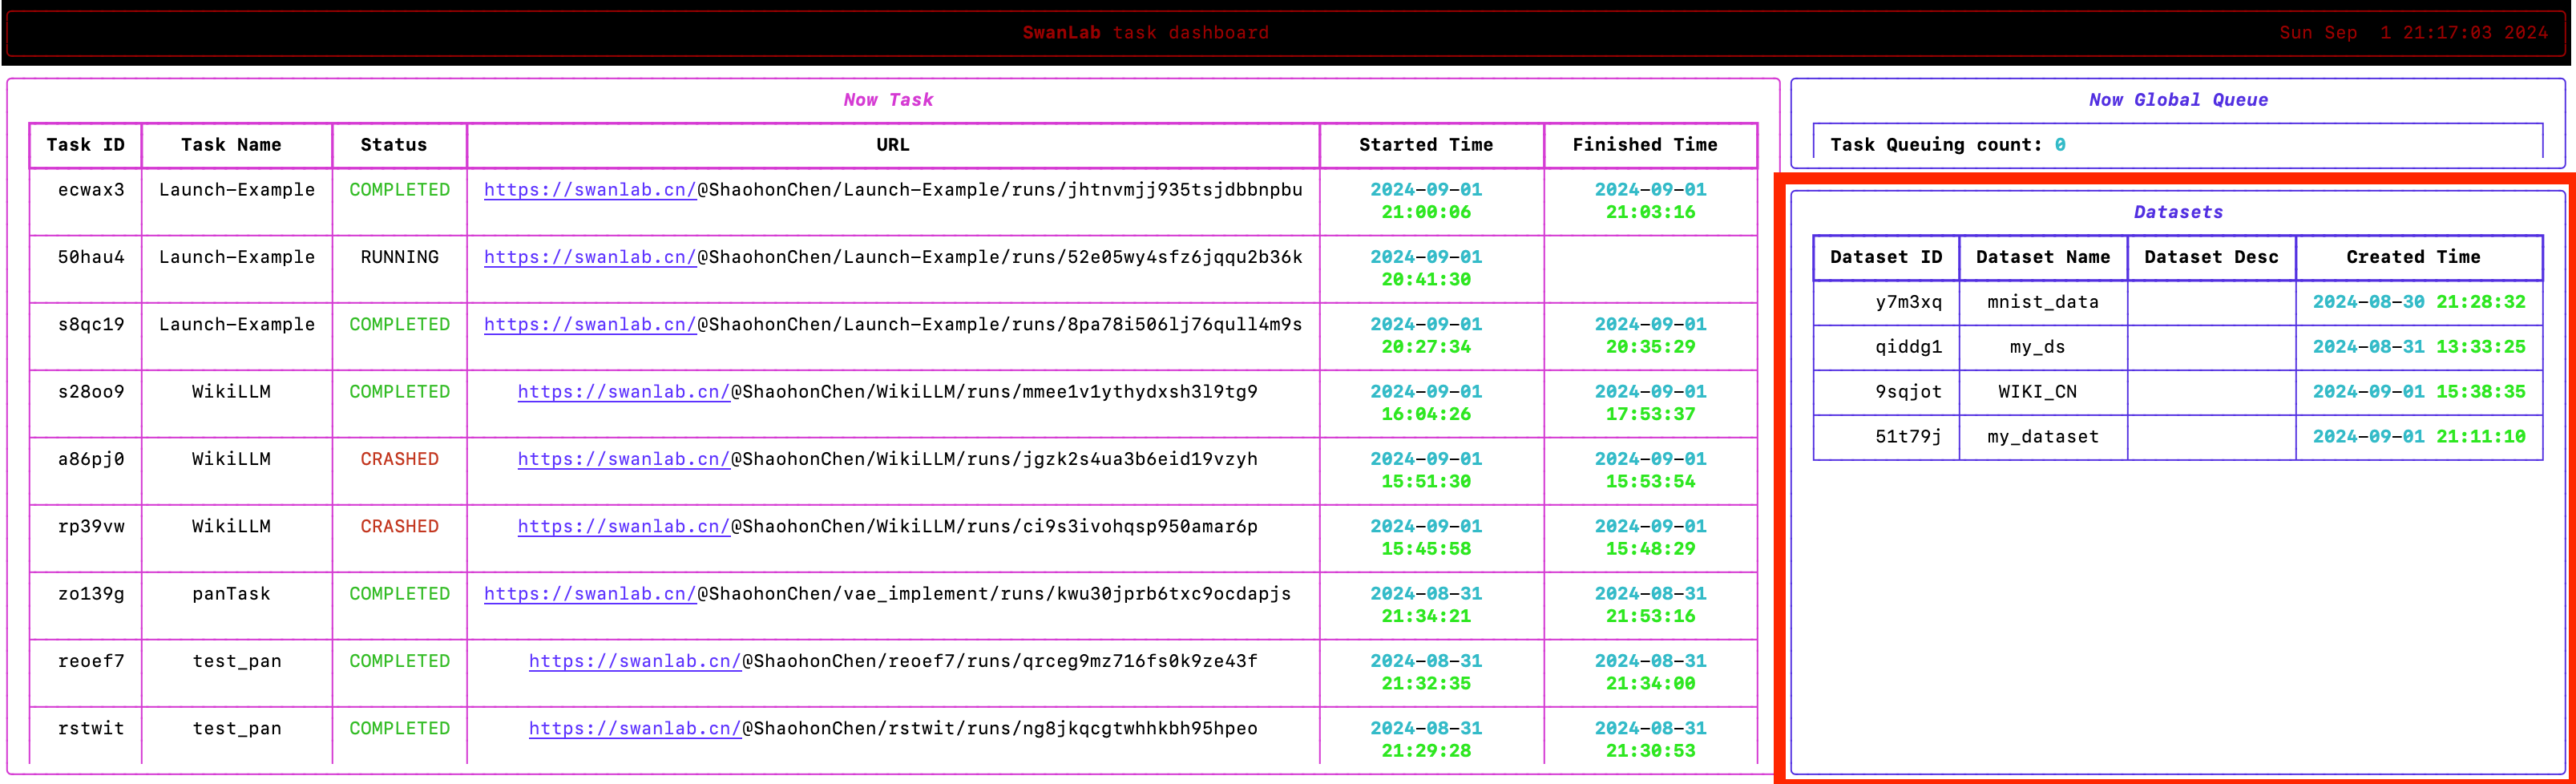 SwanLab task dashboard Sun Sep  1 21:17:03 2024
Now Task
Task ID Task Name Status URL Started Time Finished Time
ecwax3 Launch-Example COMPLETED https://swanlab.cn/@ShaohonChen/Launch-Example/runs/jhtnvmjj935tsjdbbnpbu 2024-09-01 2024-09-01
21:00:06 21:03:16
50hau4 Launch-Example RUNNING https://swanlab.cn/@ShaohonChen/Launch-Example/runs/52e05wy4sfz6jqqu2b36k 2024-09-01
20:41:30
s8qc19 Launch-Example COMPLETED https://swanlab.cn/@ShaohonChen/Launch-Example/runs/8pa78i506lj76qull4m9s 2024-09-01 2024-09-01
20:27:34 20:35:29
s28oo9 WikiLLM COMPLETED https://swanlab.cn/@ShaohonChen/WikiLLM/runs/mmee1v1ythydxsh3l9tg9 2024-09-01 2024-09-01
16:04:26 17:53:37
a86pj0 WikiLLM CRASHED https://swanlab.cn/@ShaohonChen/WikiLLM/runs/jgzk2s4ua3b6eid19vzyh 2024-09-01 2024-09-01
15:51:30 15:53:54
rp39vw WikiLLM CRASHED https://swanlab.cn/@ShaohonChen/WikiLLM/runs/ci9s3ivohqsp950amar6p 2024-09-01 2024-09-01
15:45:58 15:48:29
zo139g panTask COMPLETED https://swanlab.cn/@ShaohonChen/vae_implement/runs/kwu30jprb6txc9ocdapjs 2024-08-31 2024-08-31
21:34:21 21:53:16
reoef7 test_pan COMPLETED https://swanlab.cn/@ShaohonChen/reoef7/runs/qrceg9mz716fs0k9ze43f 2024-08-31 2024-08-31
21:32:35 21:34:00
rstwit test_pan COMPLETED https://swanlab.cn/@ShaohonChen/rstwit/runs/ng8jkqcgtwhhkbh95hpeo 2024-08-31 2024-08-31
21:29:28 21:30:53
Now Global Queue
Task Queuing count: 0
Datasets
Dataset ID Dataset Name Dataset Desc Created Time
y7m3xq mnist_data 2024-08-30 21:28:32
qiddg1 my_ds 2024-08-31 13:33:25
9sqjot WIKI_CN 2024-09-01 15:38:35
51t79j my_dataset 2024-09-01 21:11:10